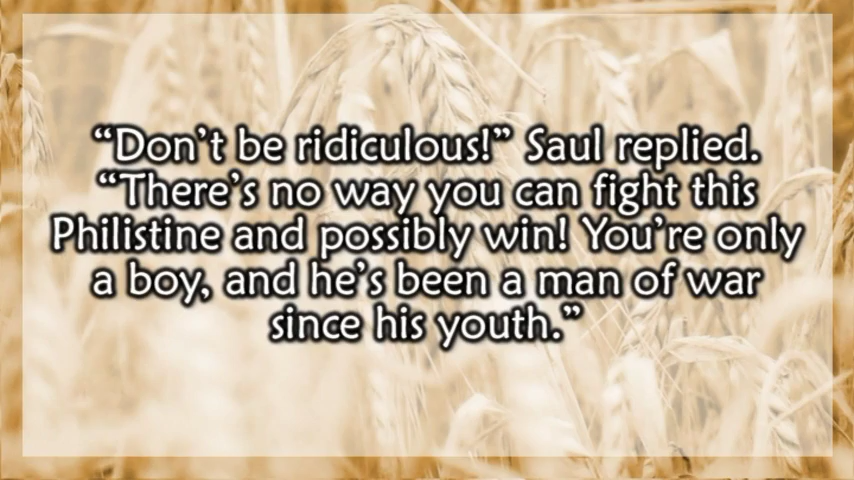 “Don’t be ridiculous!” Saul replied.
“There’s no way you can fight this
Philistine and possibly win! You’re only
a boy, and he’s been a man of war
since his youth.”